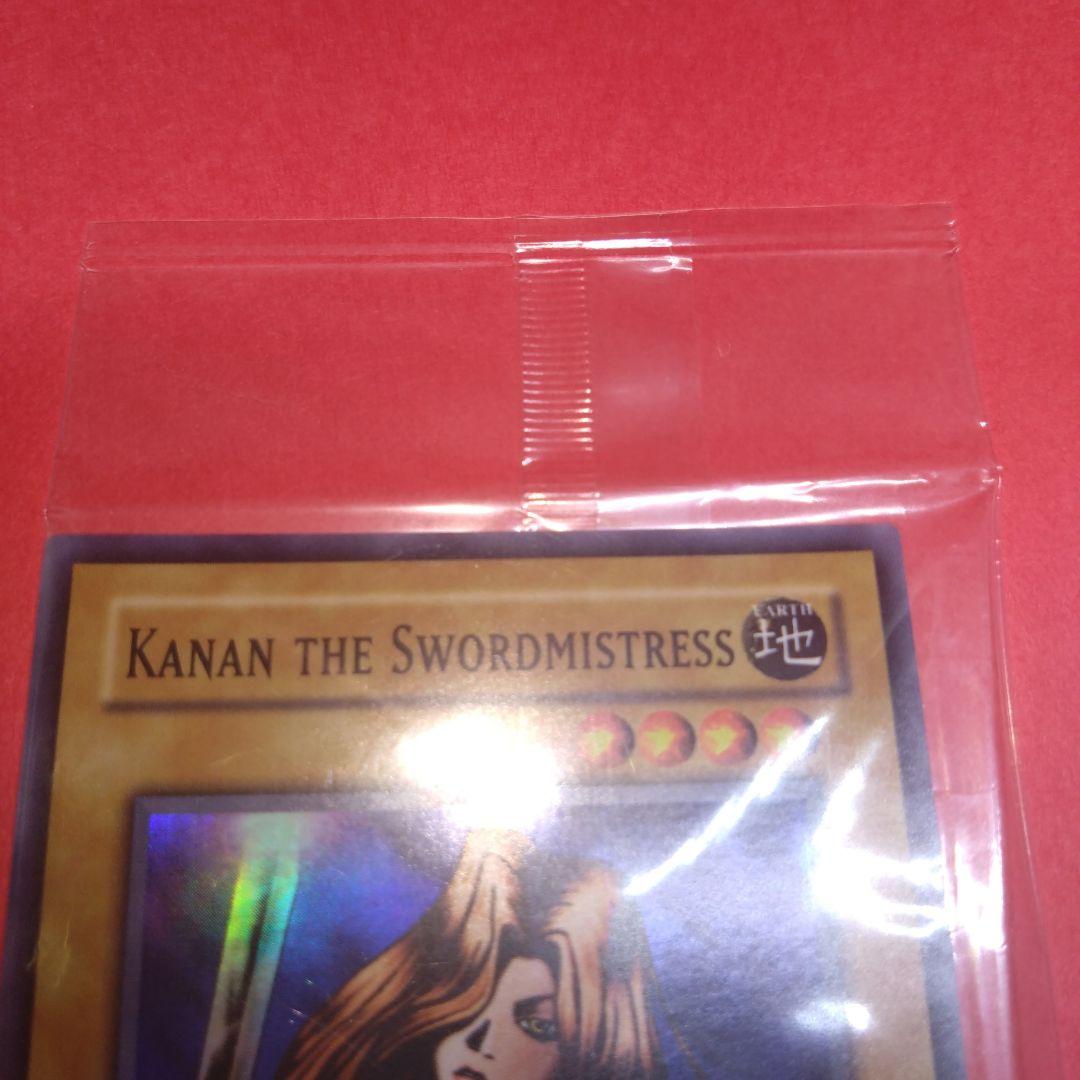 KANAN THE SWORDMISTRESS
EARTH
地